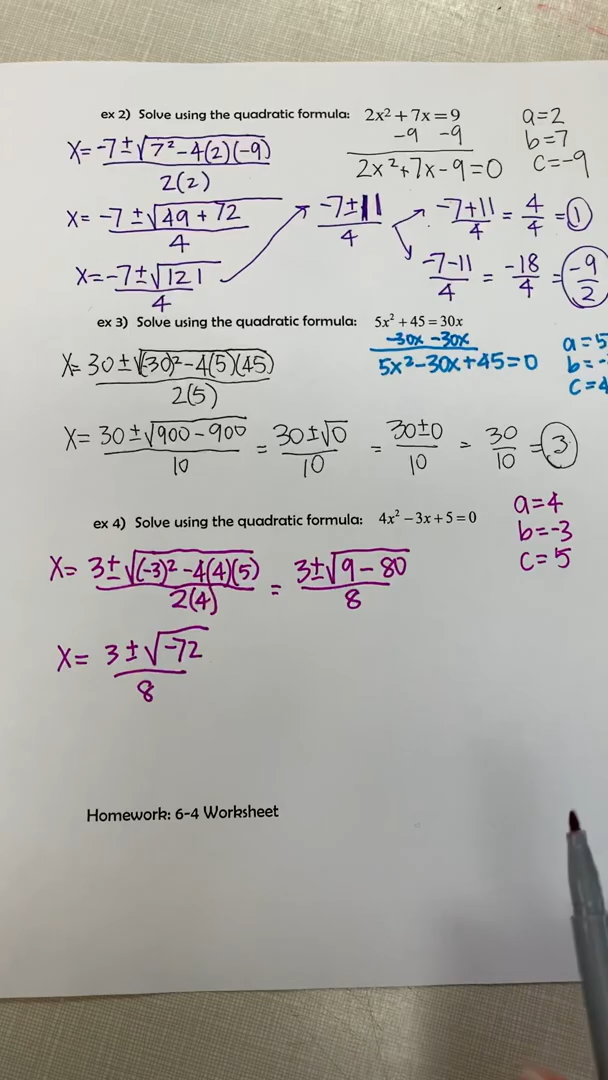 ex 2) Solve using the quadratic formula: 2x² + 7x = 9
-9 -9
2x²+7x-9=0
a=2
b=7
c=-9
x= -7±√7²-4(2)(-9) / 2(2)
x= -7±√49+72 / 4
x= -7±√121 / 4
-7±11 / 4
-7+11 / 4 = 4/4 = 1
-7-11 / 4 = -18/4 = -9/2
ex 3) Solve using the quadratic formula: 5x² + 45 = 30x
-30x -30x
5x²-30x+45=0
a=5
b=-
c=4
x= 30±√(30)²-4(5)(45) / 2(5)
x= 30±√900-900 / 10 = 30±√0 / 10 = 30±0 / 10 = 30/10 = 3
ex 4) Solve using the quadratic formula: 4x² − 3x + 5 = 0
a=4
b=-3
c=5
x= 3±√(-3)²-4(4)(5) / 2(4) = 3±√9-80 / 8
x= 3±√-72 / 8
Homework: 6-4 Worksheet